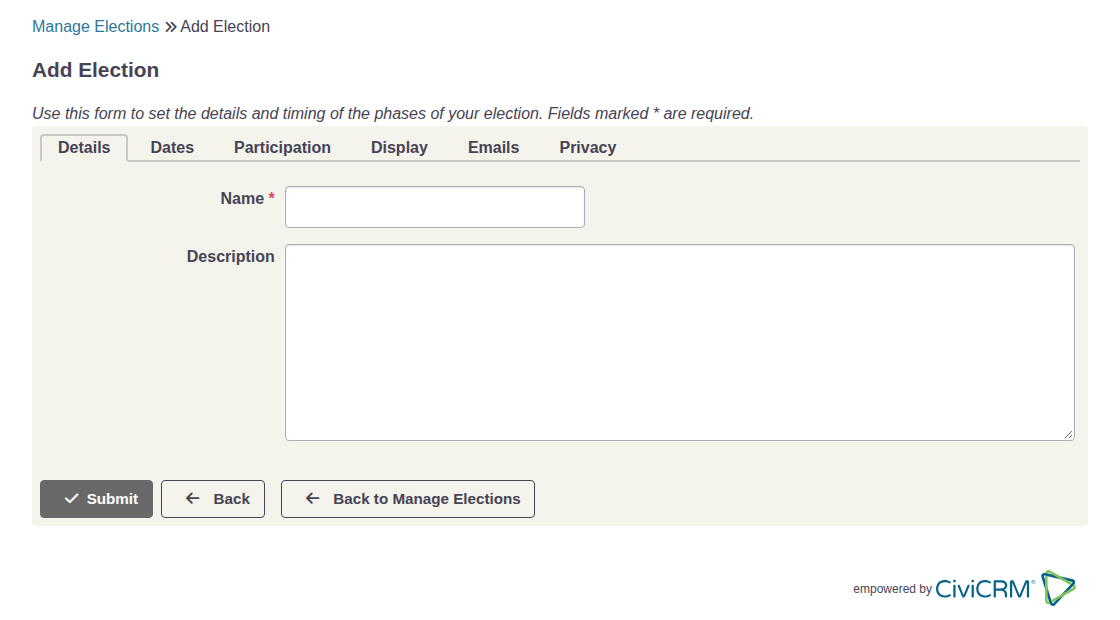 Manage Elections » Add Election
Add Election
Use this form to set the details and timing of the phases of your election. Fields marked * are required.
Details Dates Participation Display Emails Privacy
Name *
Description
Submit Back Back to Manage Elections
empowered by CiviCRM®